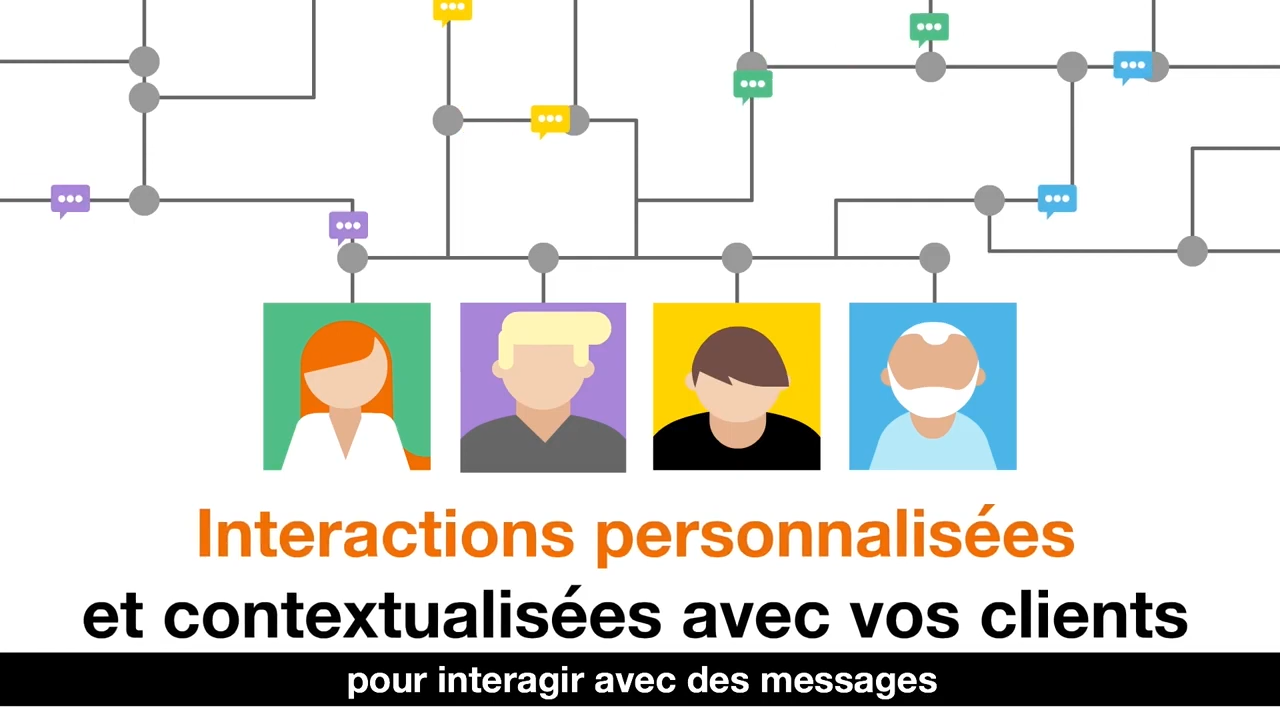 Interactions personnalisées
et contextualisées avec vos clients
pour interagir avec des messages